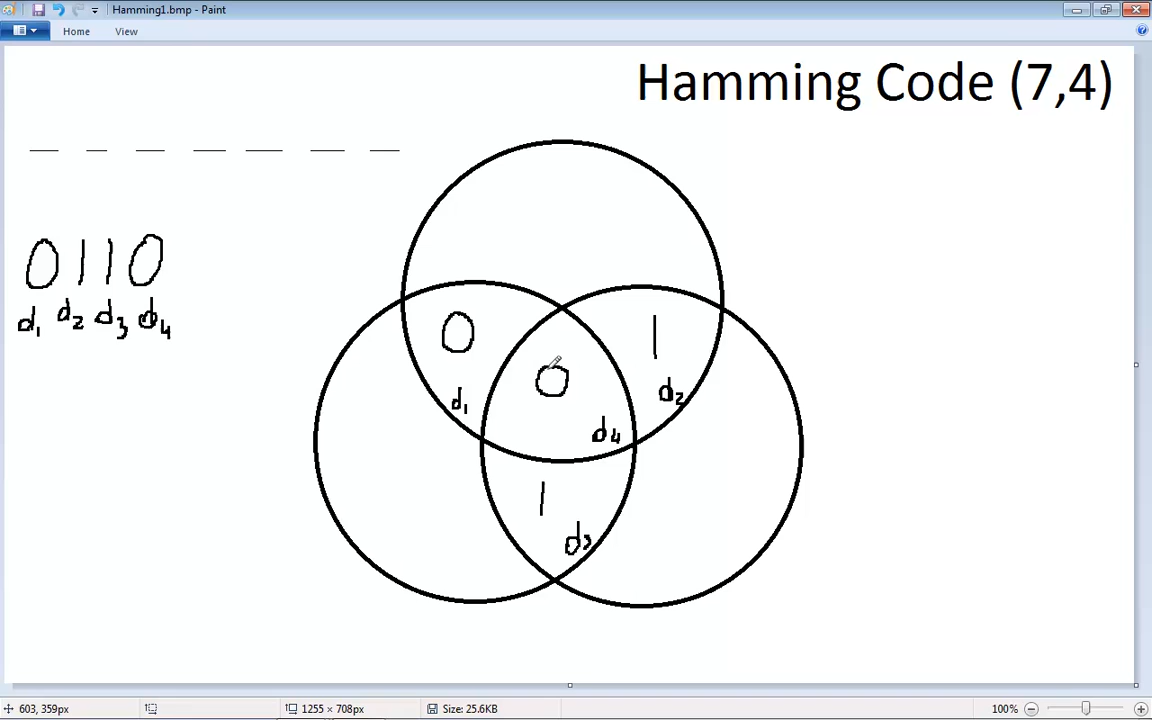 Hamming1.bmp - Paint
Home View
Hamming Code (7,4)
0110
d1 d2 d3 d4
0 1
0
d1 d2
d4
1
d3
603, 359px 1255 × 708px Size: 25.6KB 100%